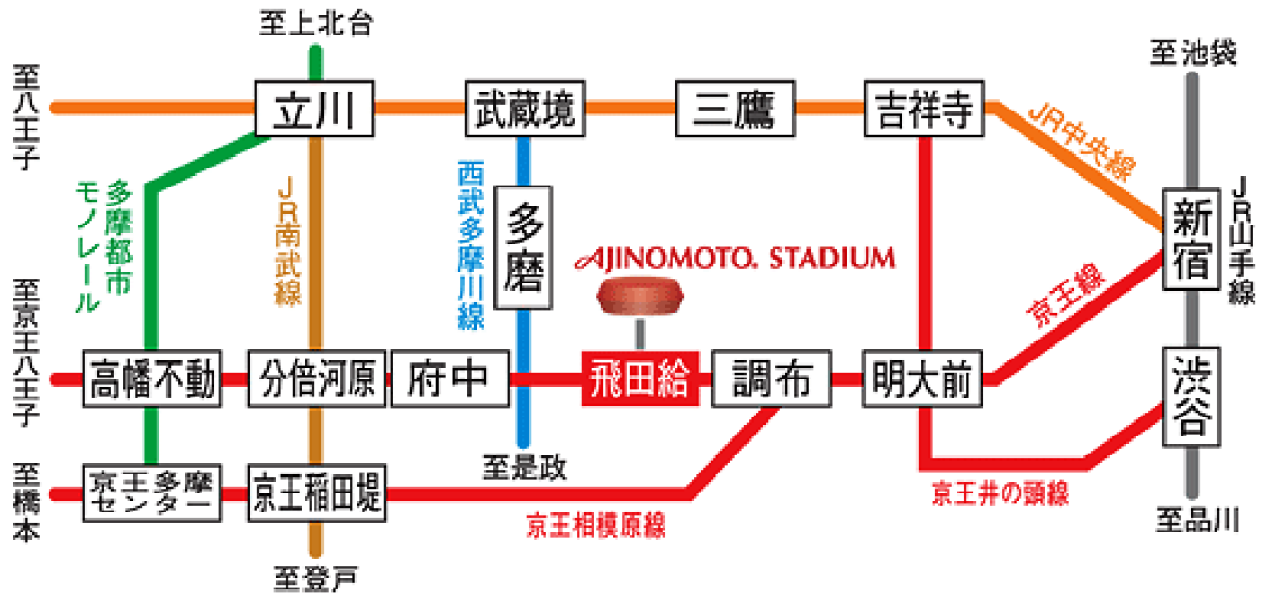 至上北台
至池袋
至八王子
立川
武蔵境
三鷹
吉祥寺
JR中央線
多摩都市
モノレール
JR南武線
西武多摩川線
多磨
新宿
JR山手線
AJINOMOTO. STADIUM
京王線
至京王八王子
高幡不動
分倍河原
府中
飛田給
調布
明大前
渋谷
至是政
至橋本
京王多摩
センター
京王稲田堤
京王相模原線
京王井の頭線
至品川
至登戸